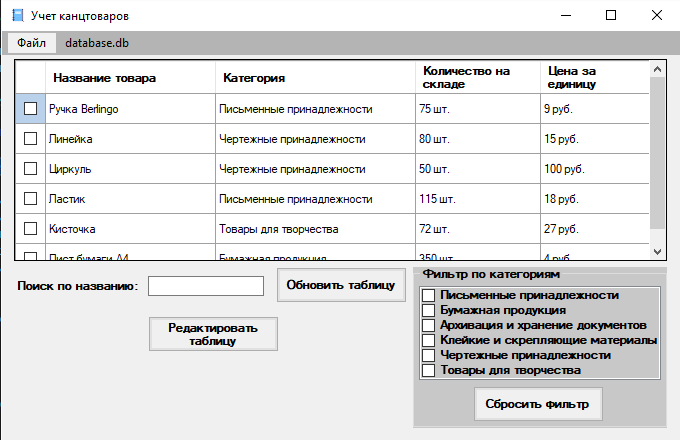 Учет канцтоваров
Файл database.db
Название товара Категория Количество на складе Цена за единицу
Ручка Berlingo Письменные принадлежности 75 шт. 9 руб.
Линейка Чертежные принадлежности 80 шт. 15 руб.
Циркуль Чертежные принадлежности 50 шт. 100 руб.
Ластик Письменные принадлежности 115 шт. 18 руб.
Кисточка Товары для творчества 72 шт. 27 руб.
Лист бумаги А4 Бумажная продукция 350 шт. 4 руб.
Поиск по названию:
Обновить таблицу
Редактировать
таблицу
Фильтр по категориям
Письменные принадлежности
Бумажная продукция
Архивация и хранение документов
Клейкие и скрепляющие материалы
Чертежные принадлежности
Товары для творчества
Сбросить фильтр